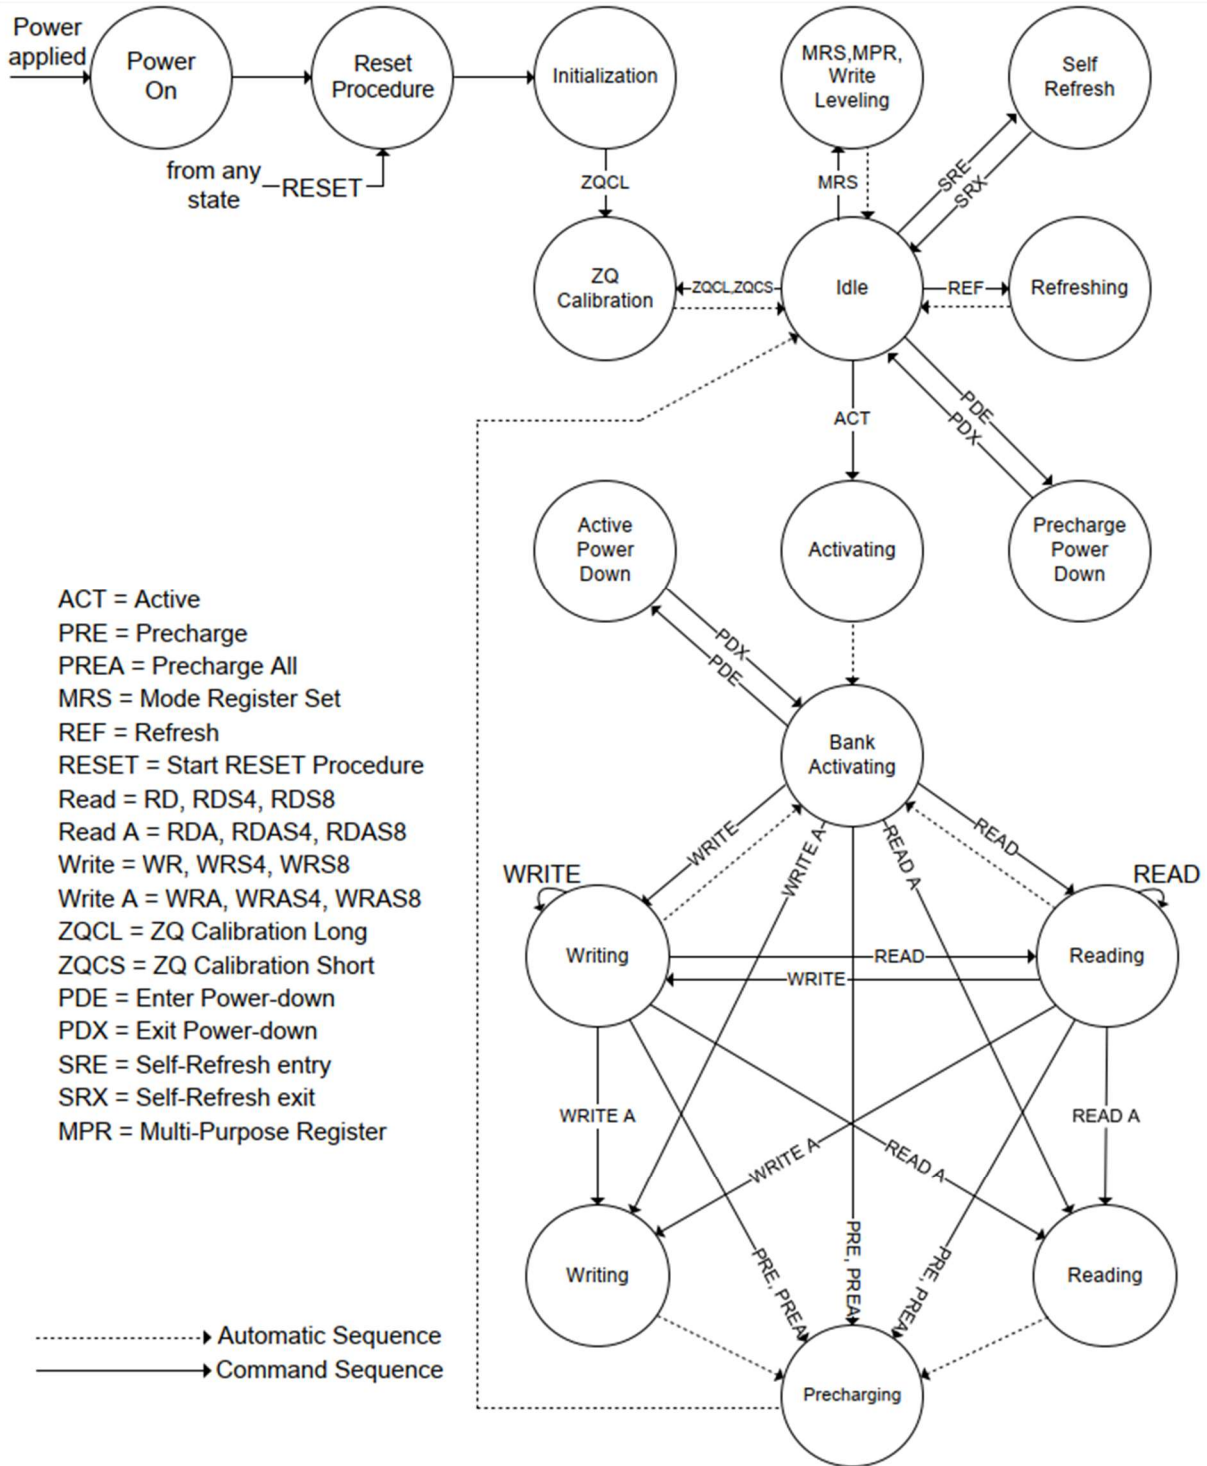 Power
applied
Power
On
Reset
Procedure
Initialization
MRS,MPR,
Write
Leveling
Self
Refresh
from any
state
RESET
ZQCL
MRS
SRE
SRX
ZQ
Calibration
ZQCL,ZQCS
Idle
REF
Refreshing
ACT
PDE
PDX
Active
Power
Down
Activating
Precharge
Power
Down
PDX
PDE
Bank
Activating
ACT = Active
PRE = Precharge
PREA = Precharge All
MRS = Mode Register Set
REF = Refresh
RESET = Start RESET Procedure
Read = RD, RDS4, RDS8
Read A = RDA, RDAS4, RDAS8
Write = WR, WRS4, WRS8
Write A = WRA, WRAS4, WRAS8
ZQCL = ZQ Calibration Long
ZQCS = ZQ Calibration Short
PDE = Enter Power-down
PDX = Exit Power-down
SRE = Self-Refresh entry
SRX = Self-Refresh exit
MPR = Multi-Purpose Register
WRITE
WRITE A
READ A
READ
WRITE
READ
Writing
READ
WRITE
Reading
WRITE A
WRITE A
READ A
READ A
PRE, PREA
PRE, PREA
PRE, PREA
Writing
Reading
Precharging
Automatic Sequence
Command Sequence